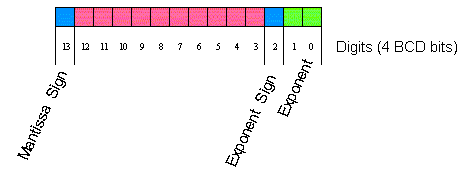 13 12 11 10 9 8 7 6 5 4 3 2 1 0 Digits (4 BCD bits)
Mantissa Sign
Exponent Sign
Exponent